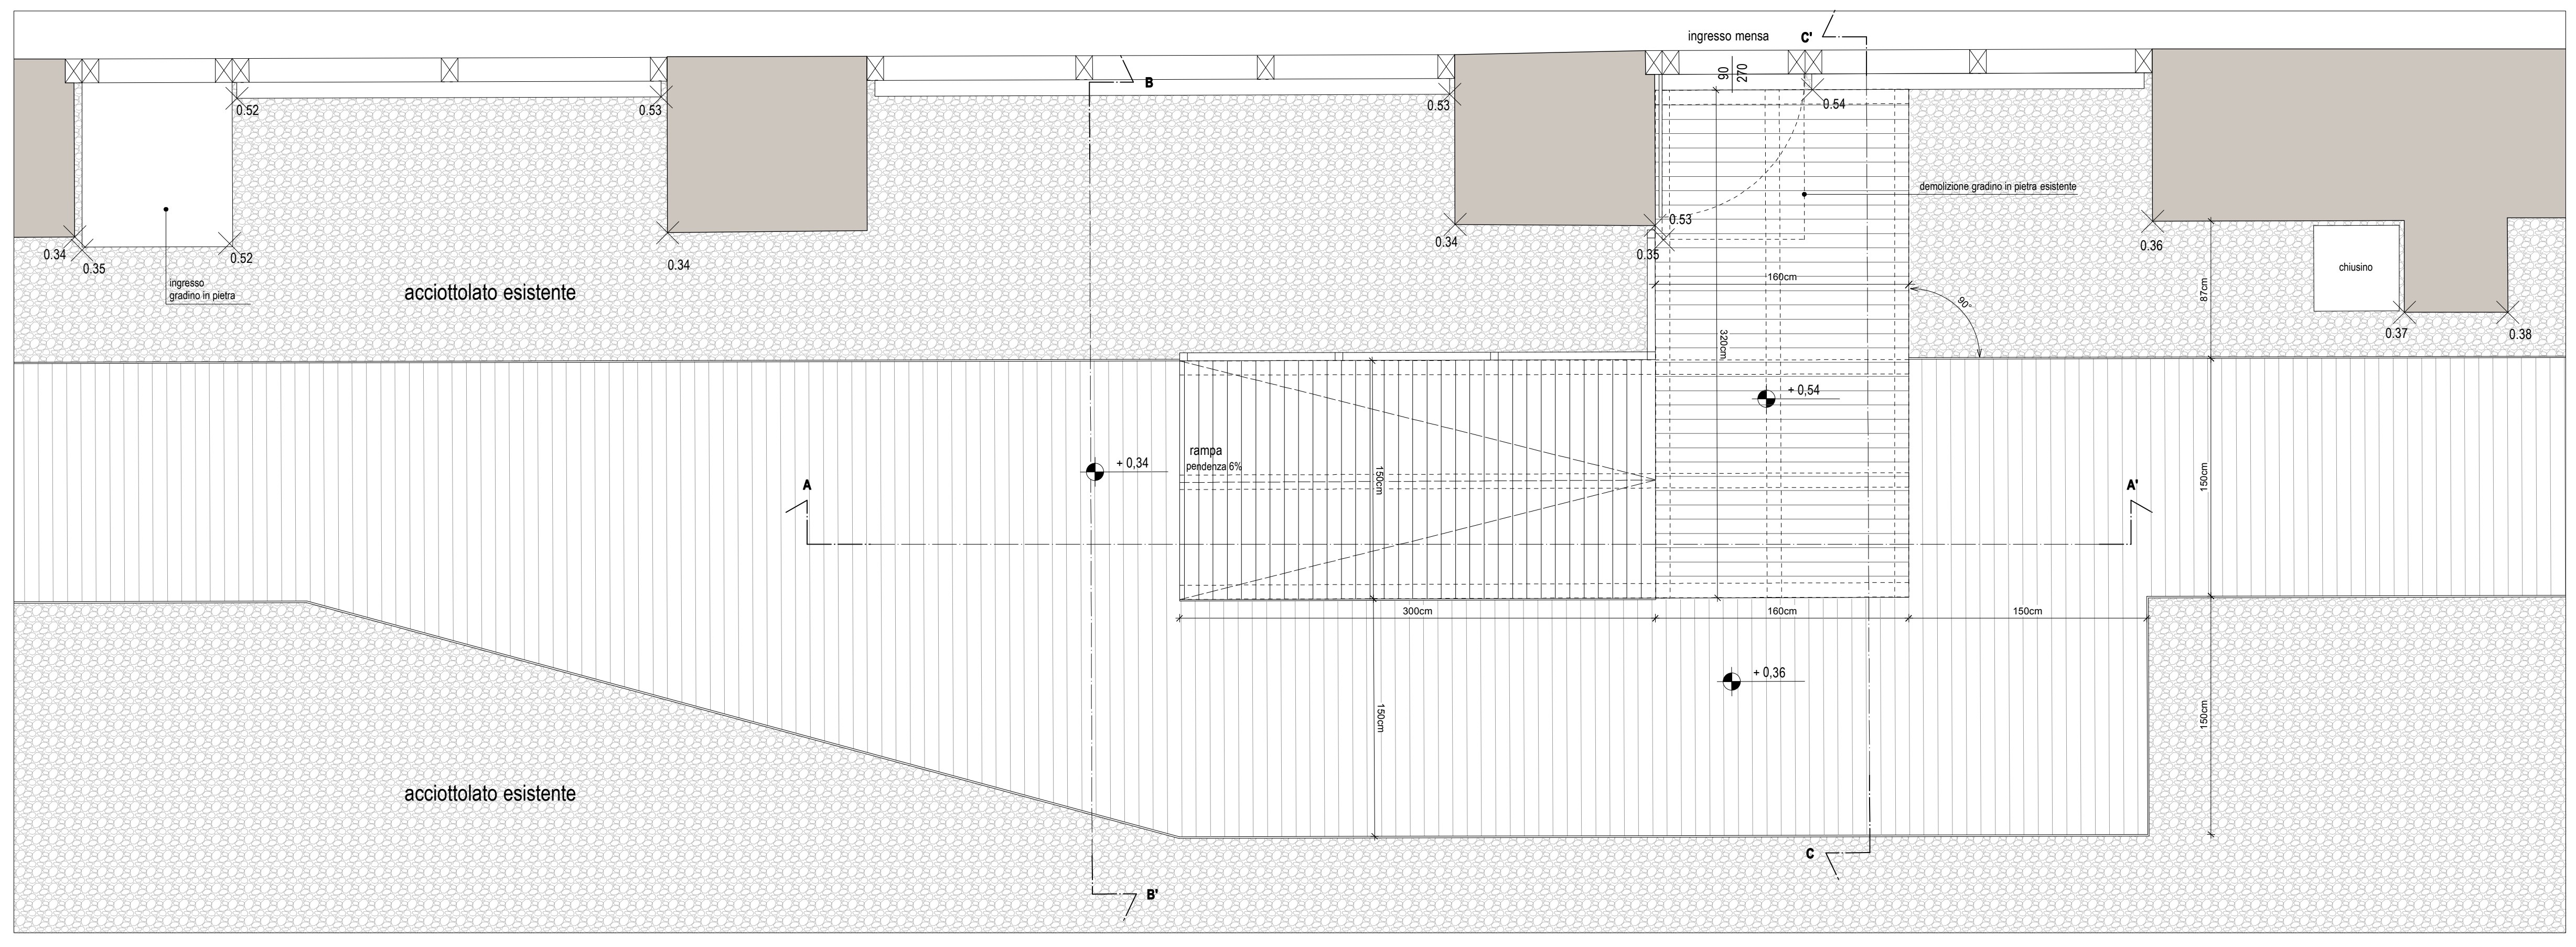 ingresso mensa
C'
B
90
270
0.52
0.53
0.53
0.54
demolizione gradino in pietra esistente
0.53
0.34
0.35
0.52
0.34
0.34
0.35
0.36
ingresso
gradino in pietra
acciottolato esistente
160cm
90°
87cm
chiusino
0.37
0.38
320cm
+ 0,54
rampa
pendenza 6%
+ 0,34
150cm
150cm
A
A'
300cm
160cm
150cm
+ 0,36
150cm
150cm
acciottolato esistente
C
B'